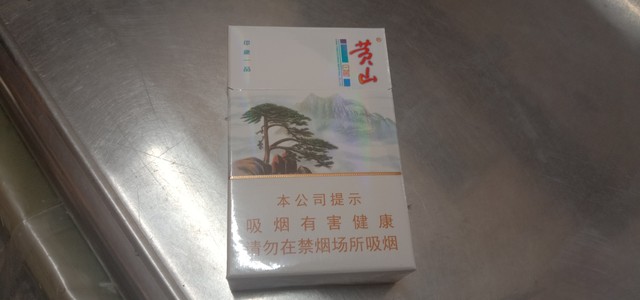 黄山
本公司提示
吸烟有害健康
请勿在禁烟场所吸烟